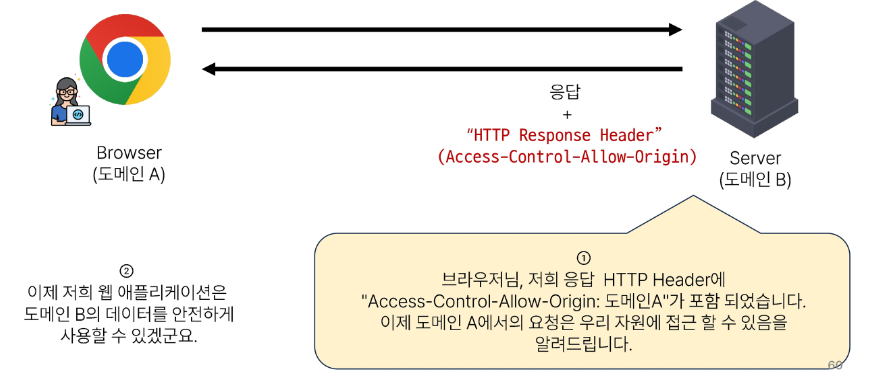 응답
+
“HTTP Response Header”
(Access-Control-Allow-Origin)
Browser
(도메인 A)
Server
(도메인 B)
①
브라우저님, 저희 응답 HTTP Header에
"Access-Control-Allow-Origin: 도메인A"가 포함 되었습니다.
이제 도메인 A에서의 요청은 우리 자원에 접근 할 수 있음을
알려드립니다.
②
이제 저희 웹 애플리케이션은
도메인 B의 데이터를 안전하게
사용할 수 있겠군요.
60